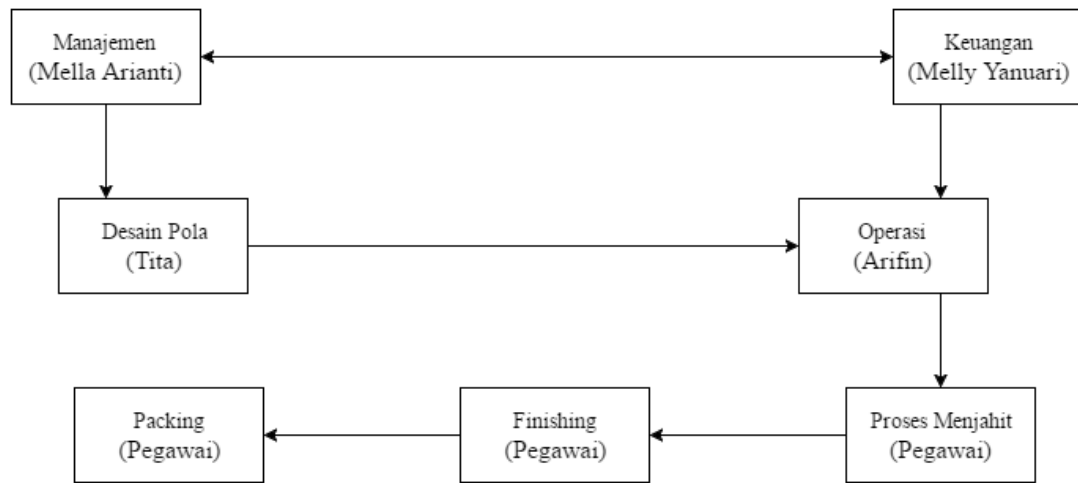 Manajemen
(Mella Arianti)
Keuangan
(Melly Yanuari)
Desain Pola
(Tita)
Operasi
(Arifin)
Packing
(Pegawai)
Finishing
(Pegawai)
Proses Menjahit
(Pegawai)